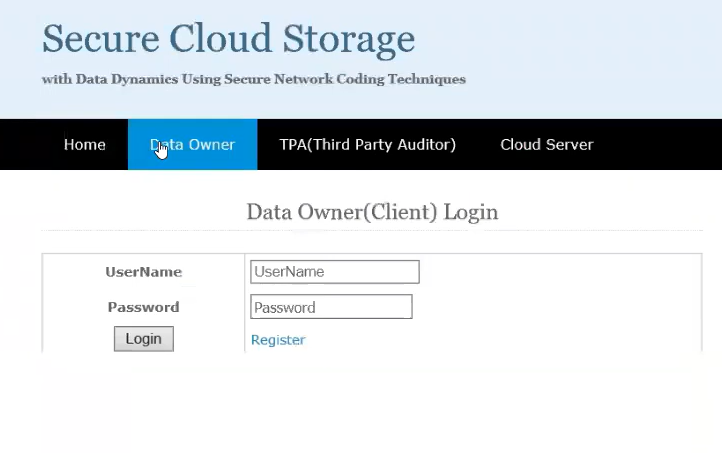 Secure Cloud Storage
with Data Dynamics Using Secure Network Coding Techniques
Home Data Owner TPA(Third Party Auditor) Cloud Server
Data Owner(Client) Login
UserName UserName
Password Password
Login Register